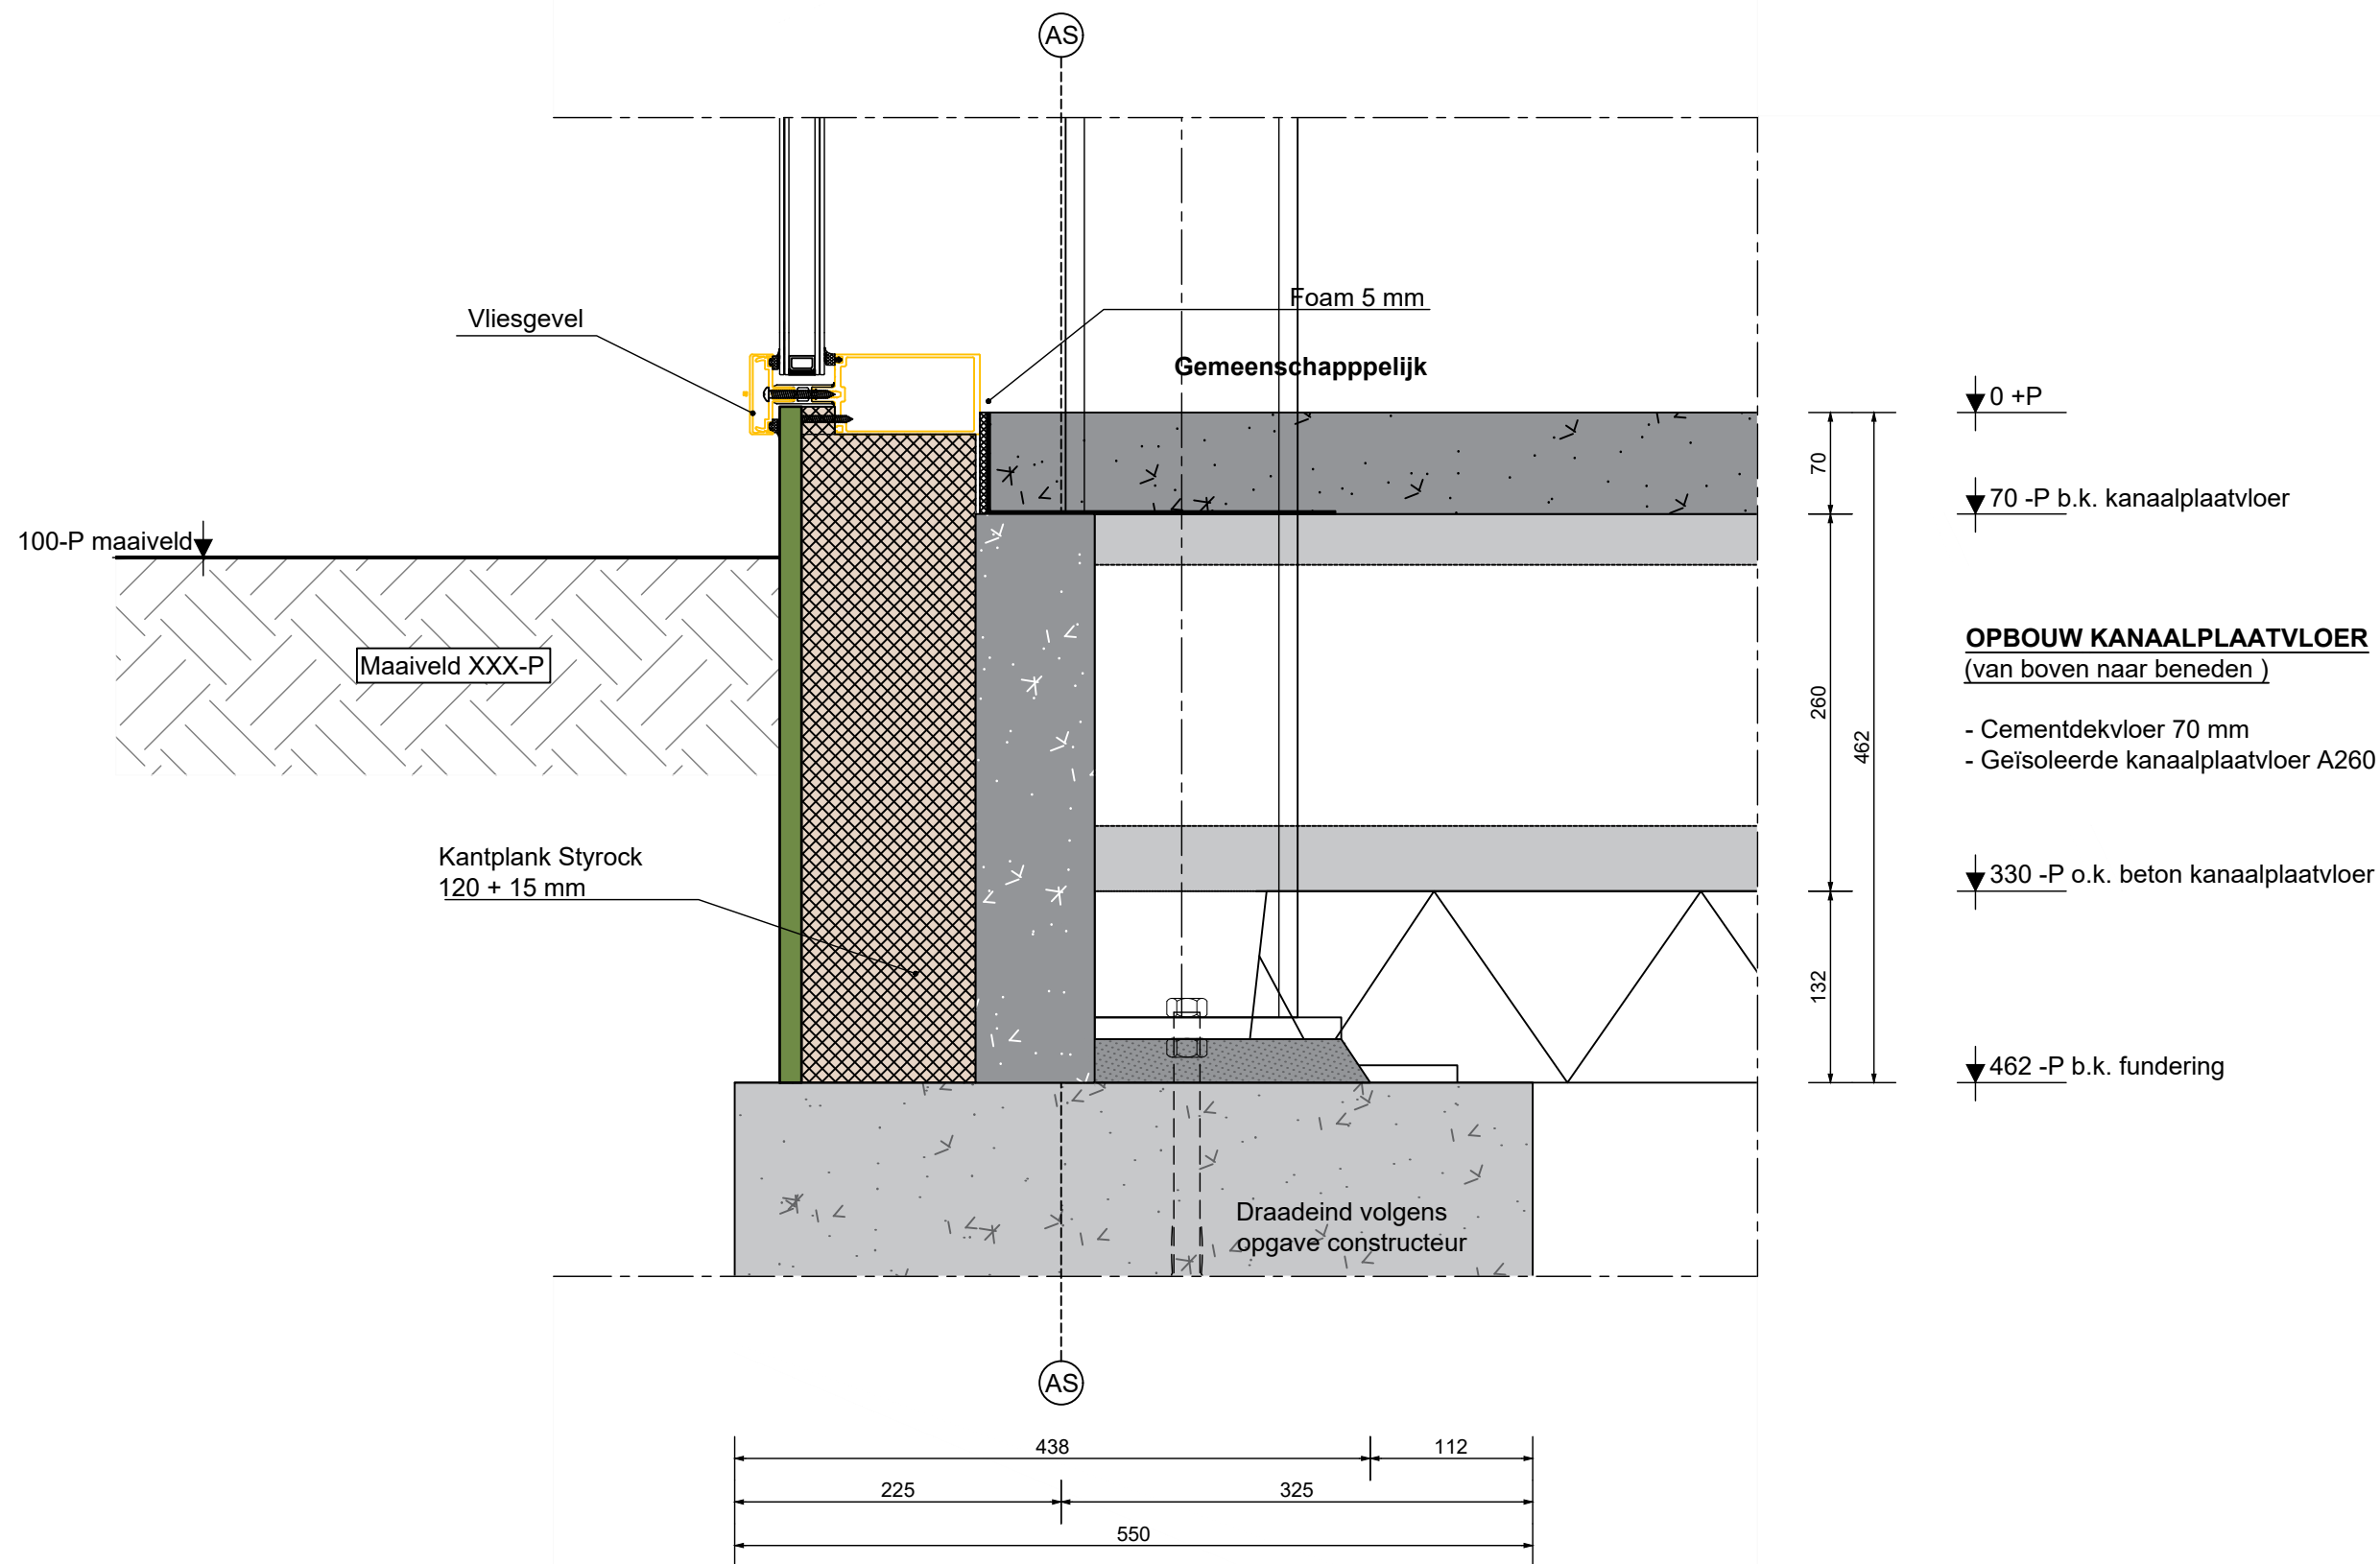 AS
Vliesgevel
Foam 5 mm
Gemeenschapppelijk
0 +P
70
70 -P b.k. kanaalplaatvloer
100-P maaiveld
Maaiveld XXX-P
260
462
OPBOUW KANAALPLAATVLOER
(van boven naar beneden )
- Cementdekvloer 70 mm
- Geïsoleerde kanaalplaatvloer A260
Kantplank Styrock
120 + 15 mm
330 -P o.k. beton kanaalplaatvloer
132
462 -P b.k. fundering
Draadeind volgens
opgave constructeur
AS
438
112
225
325
550